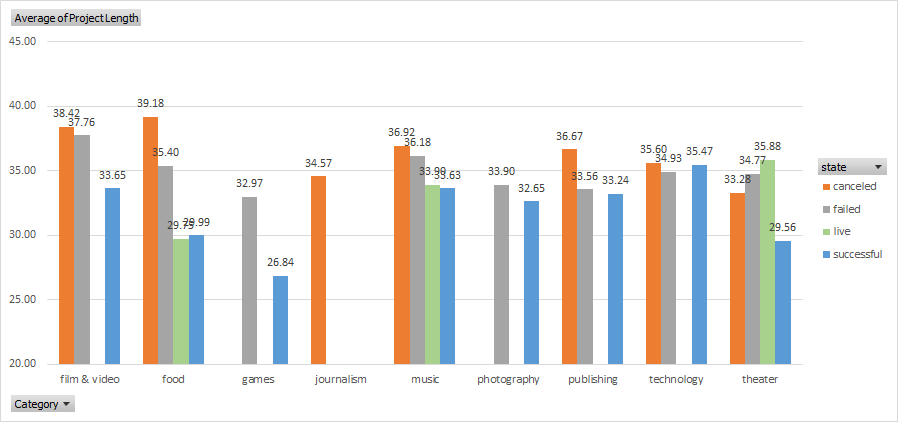 Average of Project Length
45.00
40.00
35.00
30.00
25.00
20.00
38.42
37.76
33.65
39.18
35.40
29.75
29.99
32.97
26.84
34.57
36.92
36.18
33.90
33.63
33.90
32.65
36.67
33.56
33.24
35.60
34.93
35.47
33.28
34.77
35.88
29.56
film & video
food
games
journalism
music
photography
publishing
technology
theater
state
canceled
failed
live
successful
Category